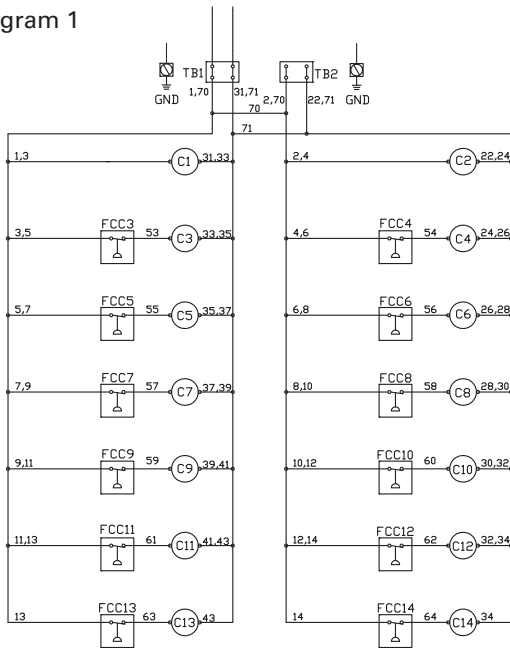 gram 1
TB1 TB2
GND GND
1,70 31,71 2,70 22,71
70
71
1,3 C1 31,33 2,4 C2 22,24
FCC3 FCC4
3,5 53 C3 33,35 4,6 54 C4 24,26
FCC5 FCC6
5,7 55 C5 35,37 6,8 56 C6 26,28
FCC7 FCC8
7,9 57 C7 37,39 8,10 58 C8 28,30
FCC9 FCC10
9,11 59 C9 39,41 10,12 60 C10 30,32
FCC11 FCC12
11,13 61 C11 41,43 12,14 62 C12 32,34
FCC13 FCC14
13 63 C13 43 14 64 C14 34